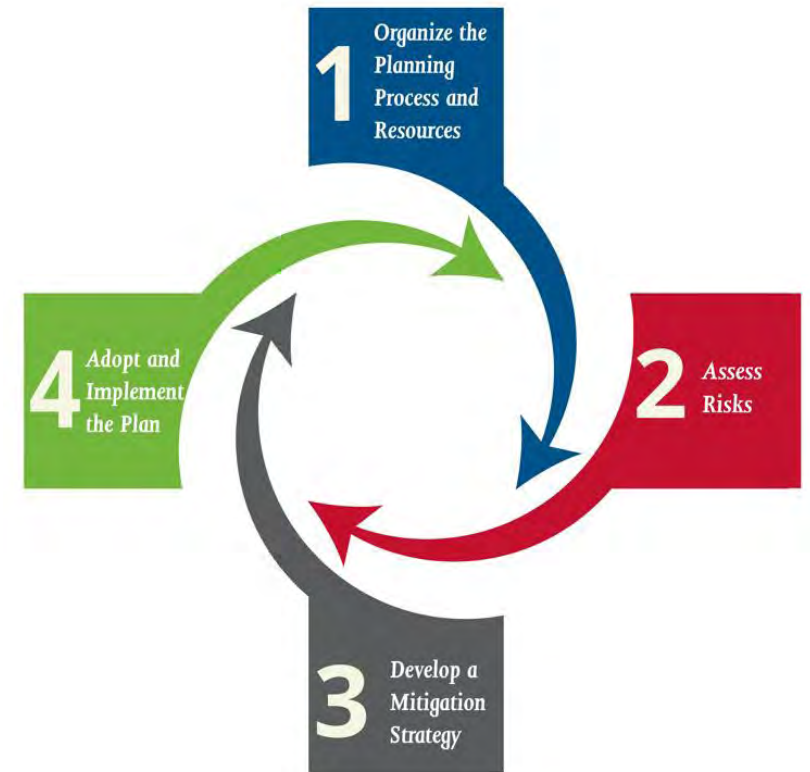 1
Organize the
Planning
Process and
Resources
2
Assess
Risks
3
Develop a
Mitigation
Strategy
4
Adopt and
Implement
the Plan